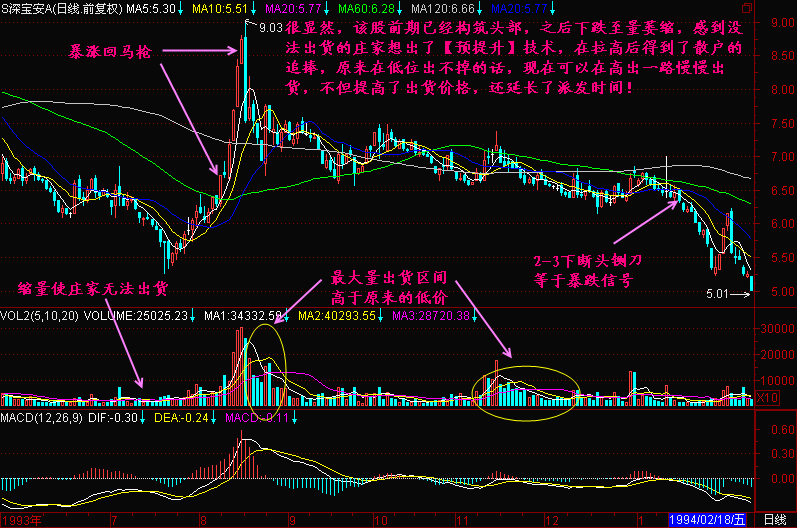 S深宝安A(日线.前复权) MA5:5.30↓ MA10:5.51↓ MA20:5.77↓ MA60:6.28↓ MA120:6.66↓ MA20:5.77↓
9.03
很显然，该股前期已经构筑头部，之后下跌至量萎缩，感到没
法出货的庄家想出了【预提升】技术，在拉高后得到了散户的
追捧，原来在低位出不掉的话，现在可以在高出一路慢慢出
货，不但提高了出货价格，还延长了派发时间！
暴涨回马枪
9.00
8.50
8.00
7.50
7.00
6.50
6.00
5.50
5.00
2-3下断头铡刀
等于暴跌信号
缩量使庄家无法出货
最大量出货区间
高于原来的低价
5.01
VOL2(5,10,20) VOLUME:25025.23↓ MA1:34332.59↓ MA2:40293.55↓ MA3:28720.38↓
30000
20000
10000
X10
MACD(12,26,9) DIF:-0.30↓ DEA:-0.24↓ MACD:-0.11↓
0.60
0.30
0.00
1993年 7 8 9 10 11 12 1 1994/02/18/五 日线